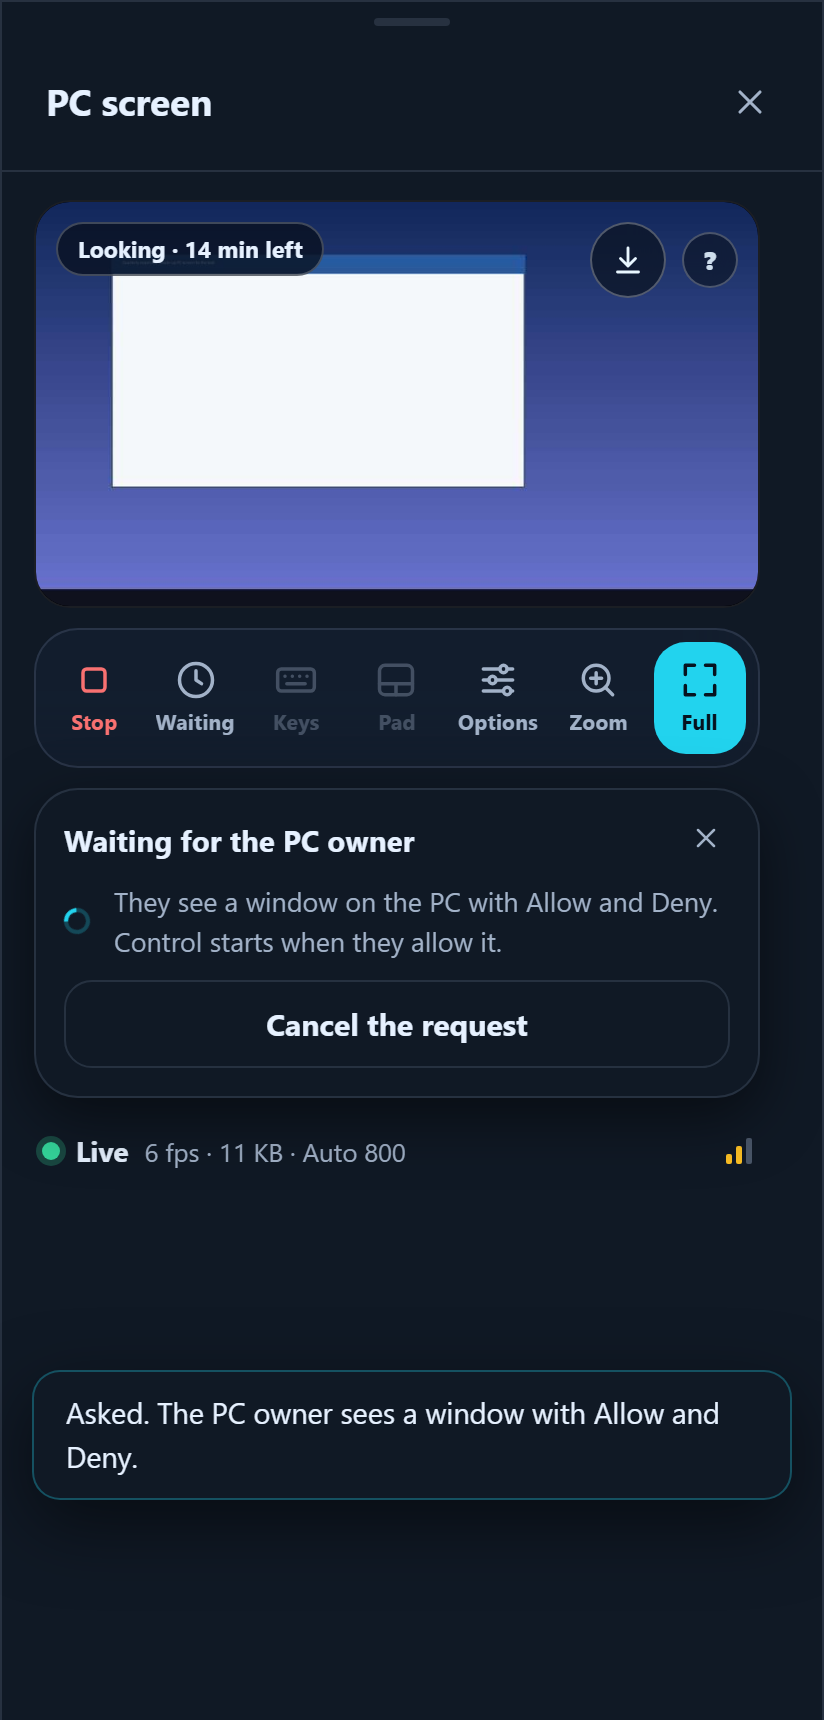 PC screen
Looking · 14 min left
?
Stop
Waiting
Keys
Pad
Options
Zoom
Full
Waiting for the PC owner
They see a window on the PC with Allow and Deny.
Control starts when they allow it.
Cancel the request
Live 6 fps · 11 KB · Auto 800
Asked. The PC owner sees a window with Allow and
Deny.